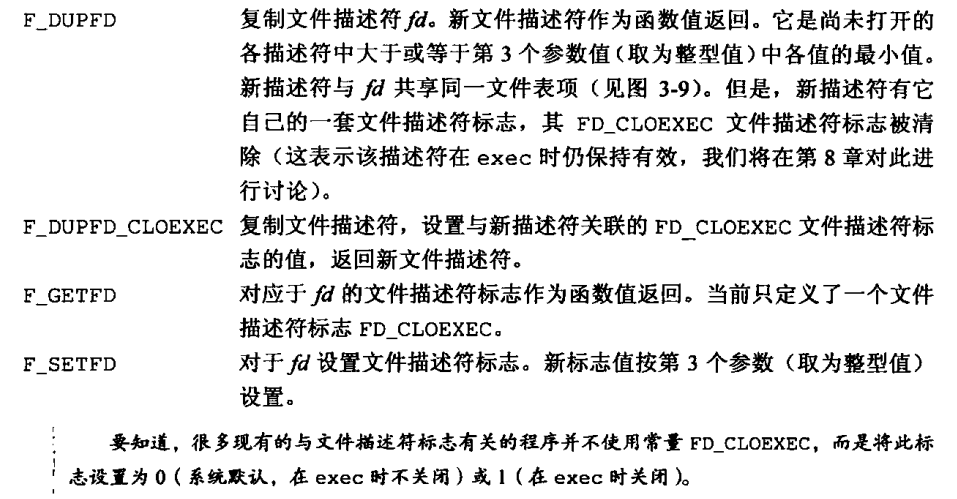 F_DUPFD 复制文件描述符fd。新文件描述符作为函数值返回。它是尚未打开的
各描述符中大于或等于第 3 个参数值（取为整型值）中各值的最小值。
新描述符与 fd 共享同一文件表项（见图 3-9）。但是，新描述符有它
自己的一套文件描述符标志，其 FD_CLOEXEC 文件描述符标志被清
除（这表示该描述符在 exec 时仍保持有效，我们将在第 8 章对此进
行讨论）。
F_DUPFD_CLOEXEC 复制文件描述符，设置与新描述符关联的 FD_CLOEXEC 文件描述符标
志的值，返回新文件描述符。
F_GETFD 对应于 fd 的文件描述符标志作为函数值返回。当前只定义了一个文件
描述符标志 FD_CLOEXEC。
F_SETFD 对于 fd 设置文件描述符标志。新标志值按第 3 个参数（取为整型值）
设置。
要知道，很多现有的与文件描述符标志有关的程序并不使用常量 FD_CLOEXEC，而是将此标
志设置为 0（系统默认，在 exec 时不关闭）或 1（在 exec 时关闭）。